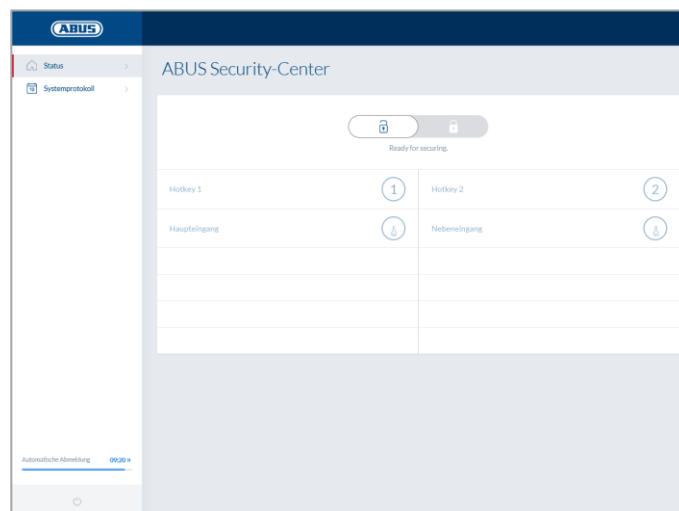 ABUS
Status
Systemprotokoll
ABUS Security-Center
Ready for securing.
Hotkey 1
1
Hotkey 2
2
Haupteingang
Nebeneingang
Automatische Abmeldung 09:20 »